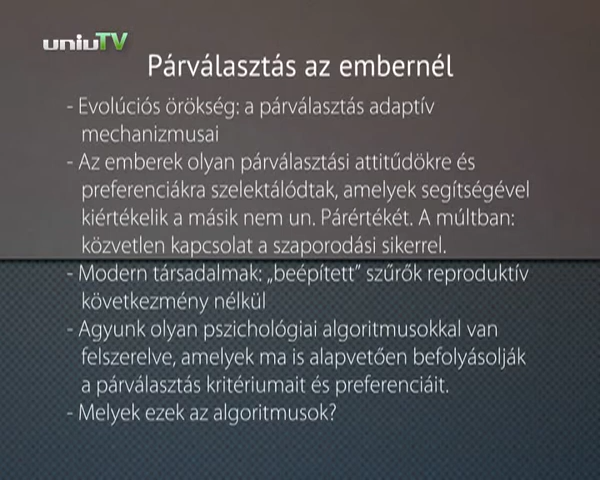 uniuTV
Párválasztás az embernél
- Evolúciós örökség: a párválasztás adaptív
mechanizmusai
- Az emberek olyan párválasztási attitűdökre és
preferenciákra szelektálódtak, amelyek segítségével
kiértékelik a másik nem un. Párértékét. A múltban:
közvetlen kapcsolat a szaporodási sikerrel.
- Modern társadalmak: „beépített” szűrők reproduktív
következmény nélkül
- Agyunk olyan pszichológiai algoritmusokkal van
felszerelve, amelyek ma is alapvetően befolyásolják
a párválasztás kritériumait és preferenciáit.
- Melyek ezek az algoritmusok?